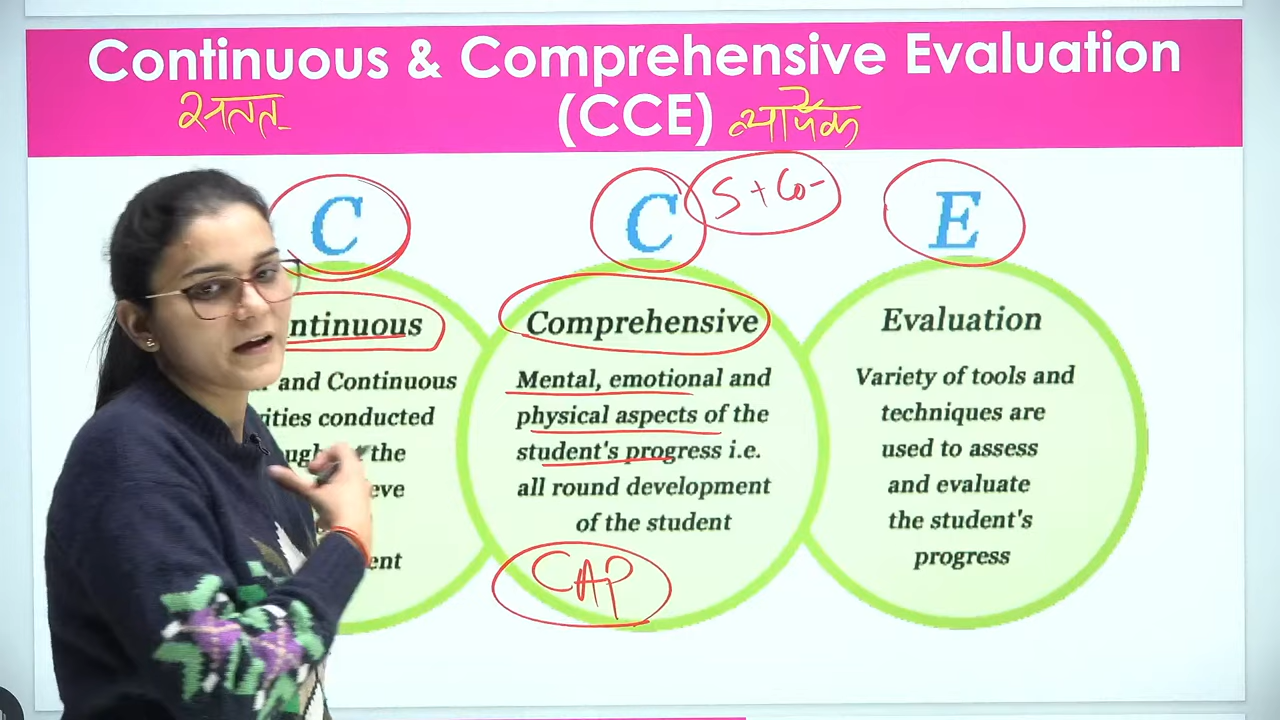 Continuous & Comprehensive Evaluation
(CCE)
सतत
व्यापक
C
C
S + Co-
E
ntinuous
and Continuous
ities conducted
the
eve
ent
Comprehensive
Mental, emotional and
physical aspects of the
student's progress i.e.
all round development
of the student
CAP
Evaluation
Variety of tools and
techniques are
used to assess
and evaluate
the student's
progress